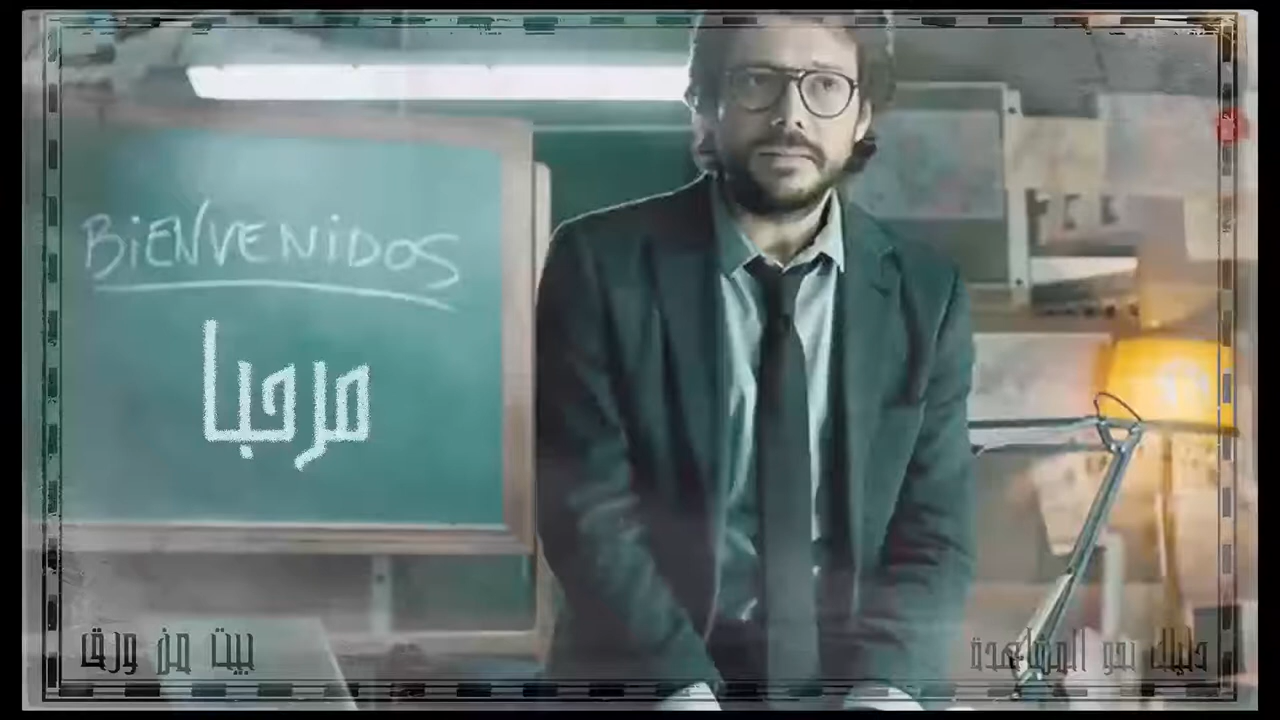 BiENVENiDOS
مرحبا
بيت من ورق
دليلك نحو المشاهدة